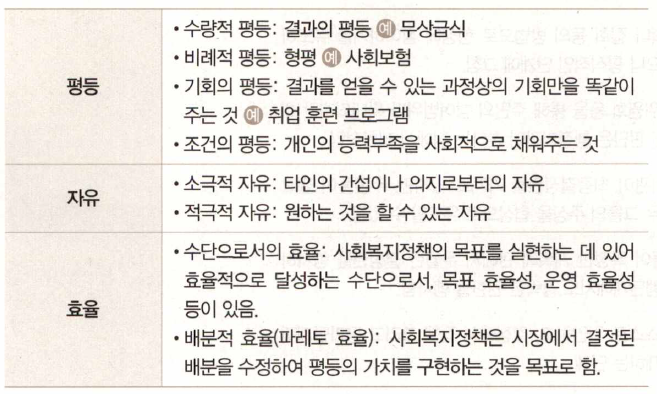 평등
• 수량적 평등: 결과의 평등 예 무상급식
• 비례적 평등: 형평 예 사회보험
• 기회의 평등: 결과를 얻을 수 있는 과정상의 기회만을 똑같이
주는 것 예 취업 훈련 프로그램
• 조건의 평등: 개인의 능력부족을 사회적으로 채워주는 것
자유
• 소극적 자유: 타인의 간섭이나 의지로부터의 자유
• 적극적 자유: 원하는 것을 할 수 있는 자유
효율
• 수단으로서의 효율: 사회복지정책의 목표를 실현하는 데 있어
효율적으로 달성하는 수단으로서, 목표 효율성, 운영 효율성
등이 있음.
• 배분적 효율(파레토 효율): 사회복지정책은 시장에서 결정된
배분을 수정하여 평등의 가치를 구현하는 것을 목표로 함.